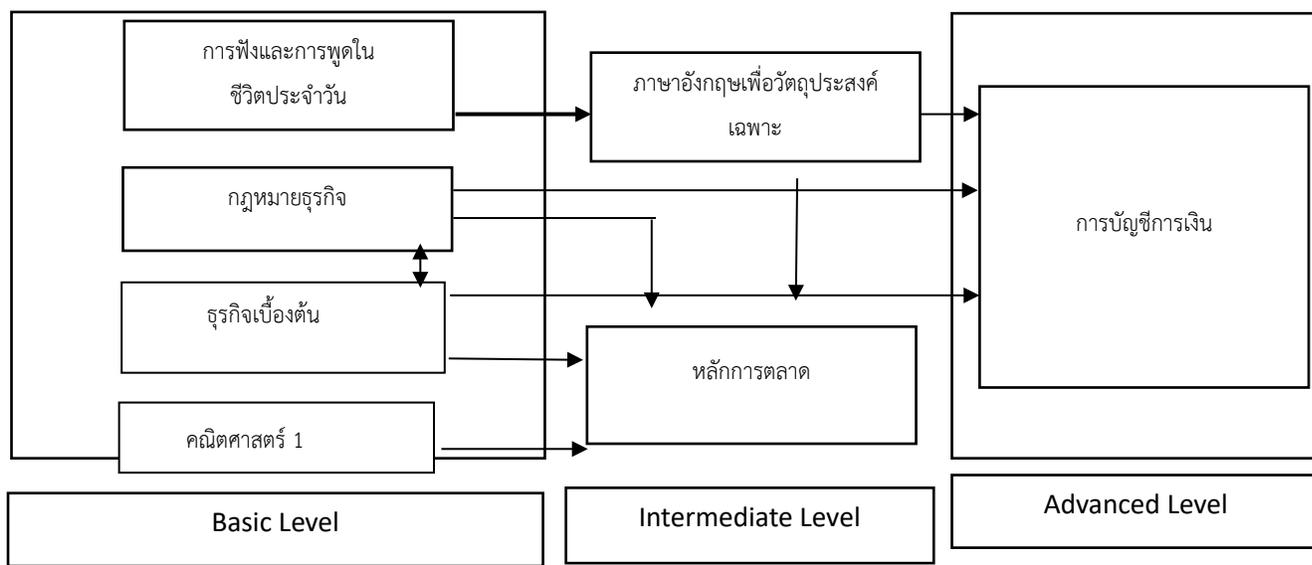 การฟังและการพูดใน
ชีวิตประจำวัน
ภาษาอังกฤษเพื่อวัตถุประสงค์
เฉพาะ
กฎหมายธุรกิจ
การบัญชีการเงิน
ธุรกิจเบื้องต้น
หลักการตลาด
คณิตศาสตร์ 1
Basic Level
Intermediate Level
Advanced Level